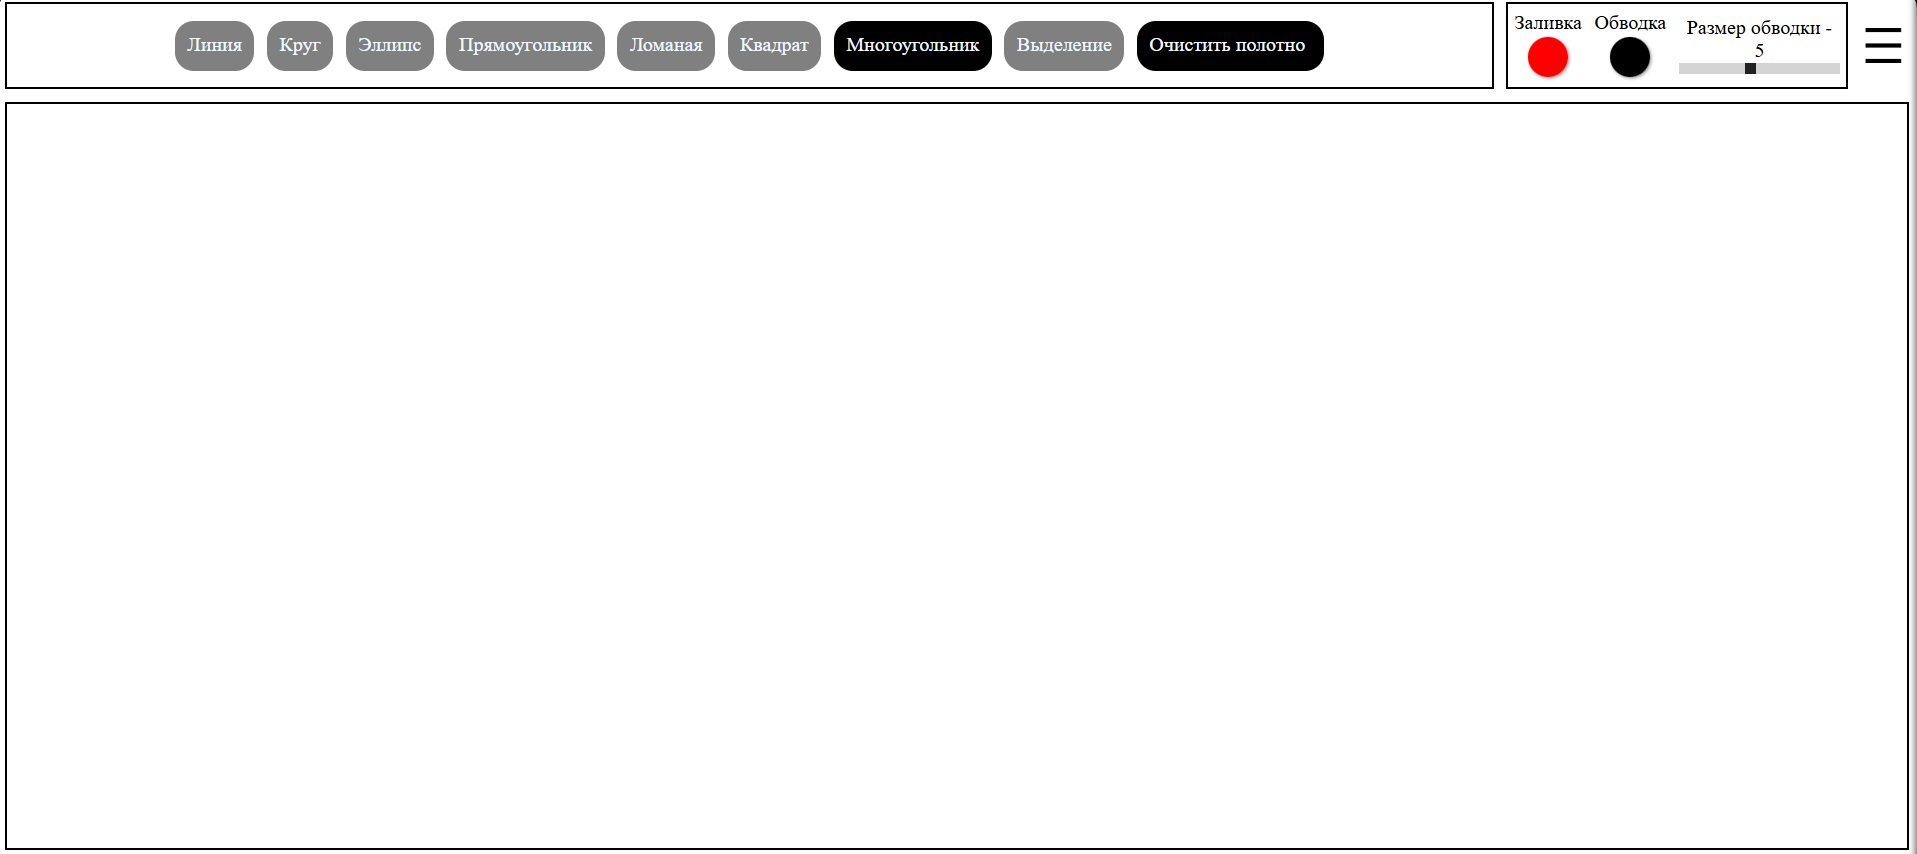 Линия Круг Эллипс Прямоугольник Ломаная Квадрат Многоугольник Выделение Очистить полотно
Заливка Обводка Размер обводки -
5